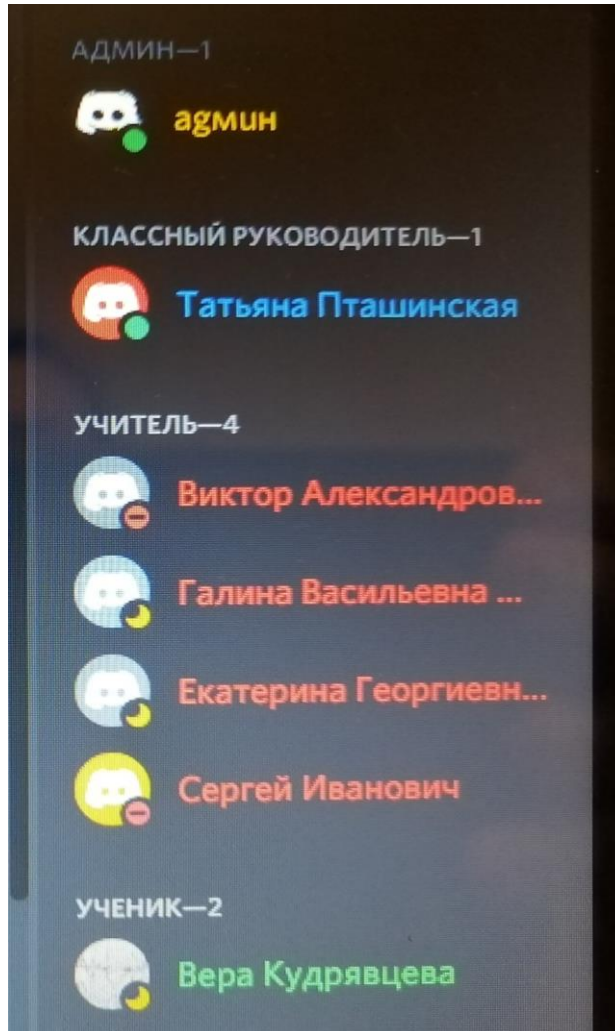 АДМИН—1
админ
КЛАССНЫЙ РУКОВОДИТЕЛЬ—1
Татьяна Пташинская
УЧИТЕЛЬ—4
Виктор Александров...
Галина Васильевна ...
Екатерина Георгиевн...
Сергей Иванович
УЧЕНИК—2
Вера Кудрявцева